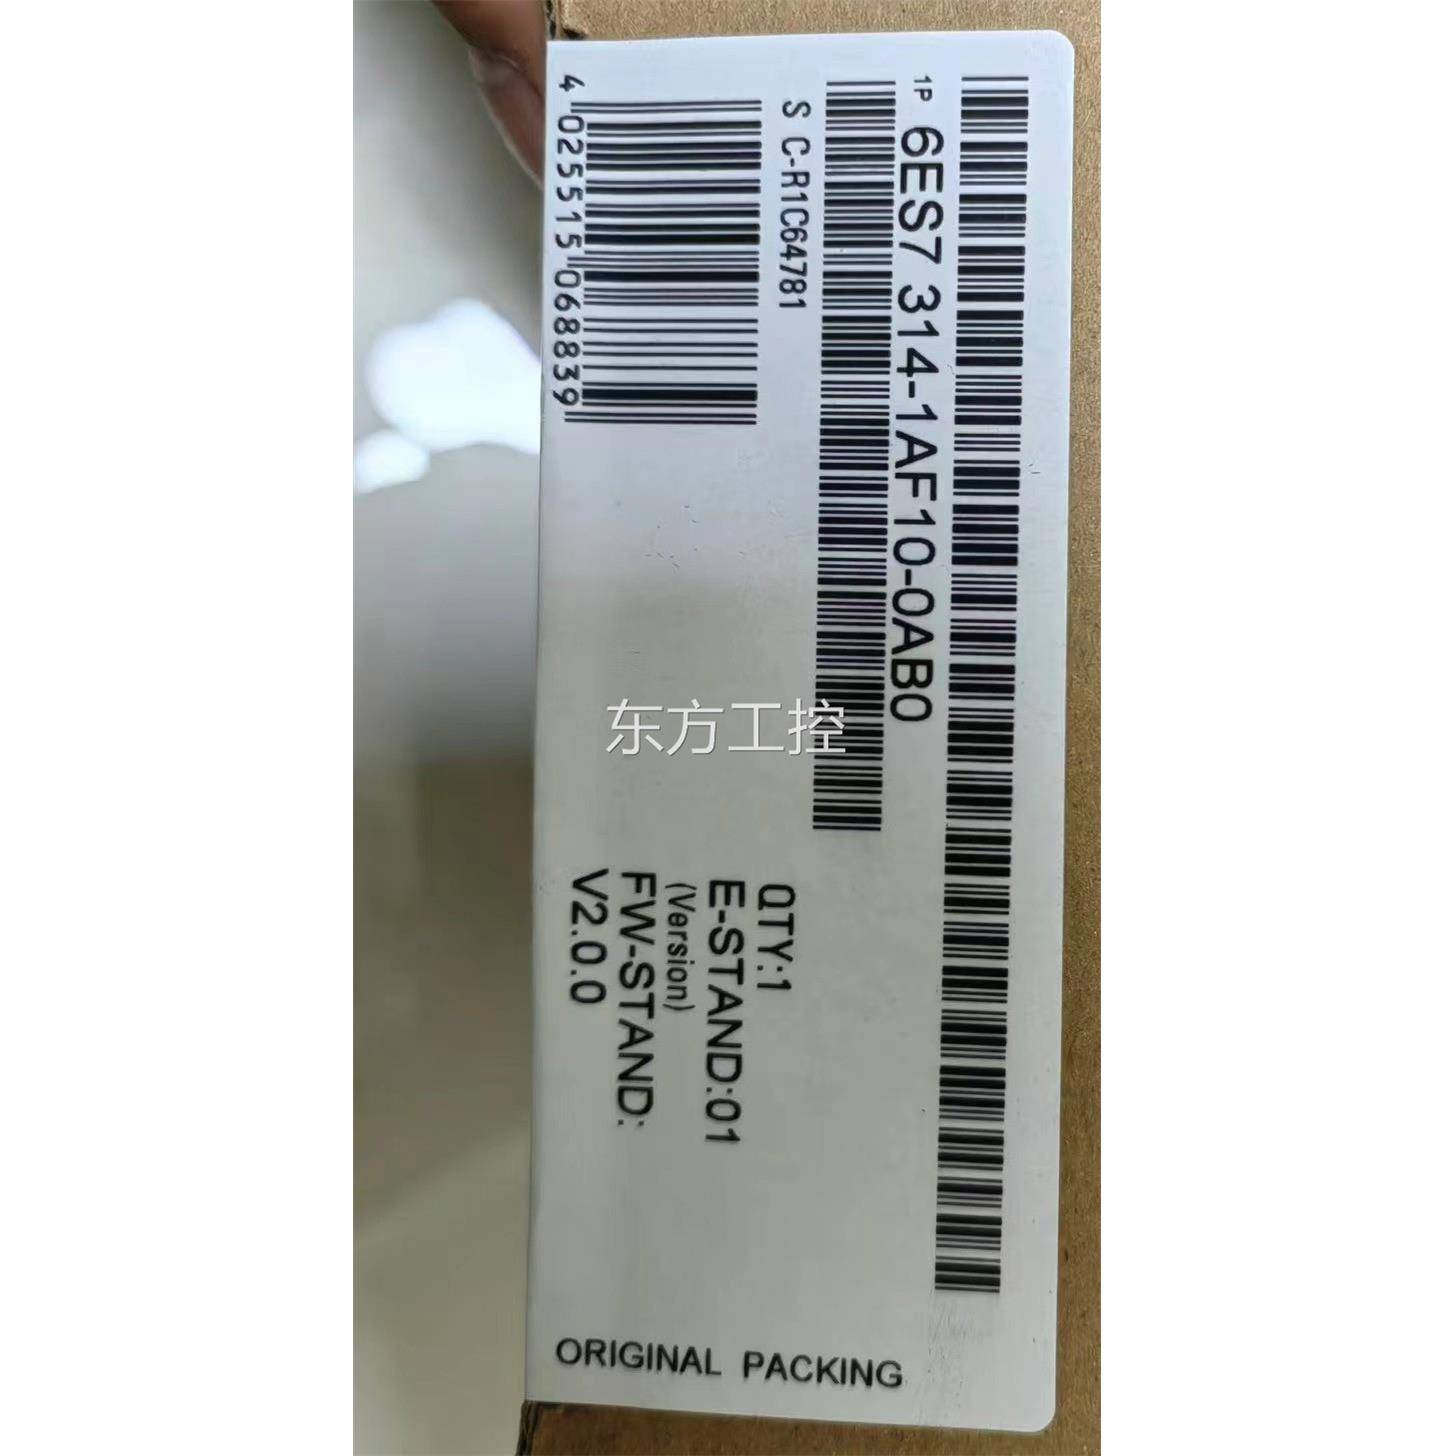 1P 6ES7 314-1AF10-0AB0
S C-R1C64781
4 025515 068839
QTY:1
E-STAND:01
(Version)
FW-STAND:
V2.0.0
ORIGINAL PACKING
东方工控